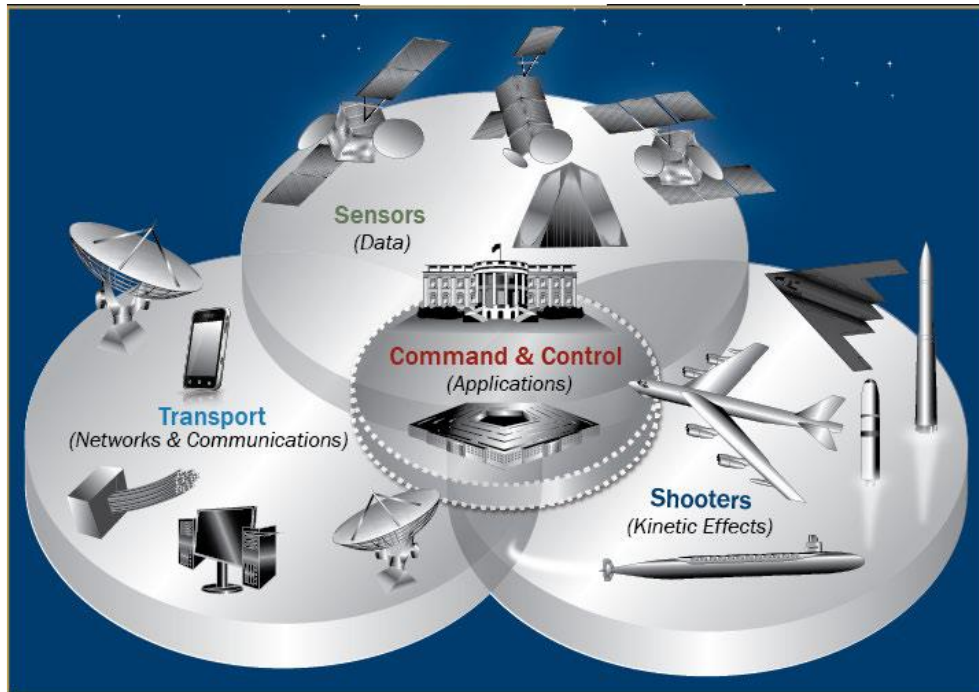 Sensors
(Data)
Command & Control
(Applications)
Transport
(Networks & Communications)
Shooters
(Kinetic Effects)